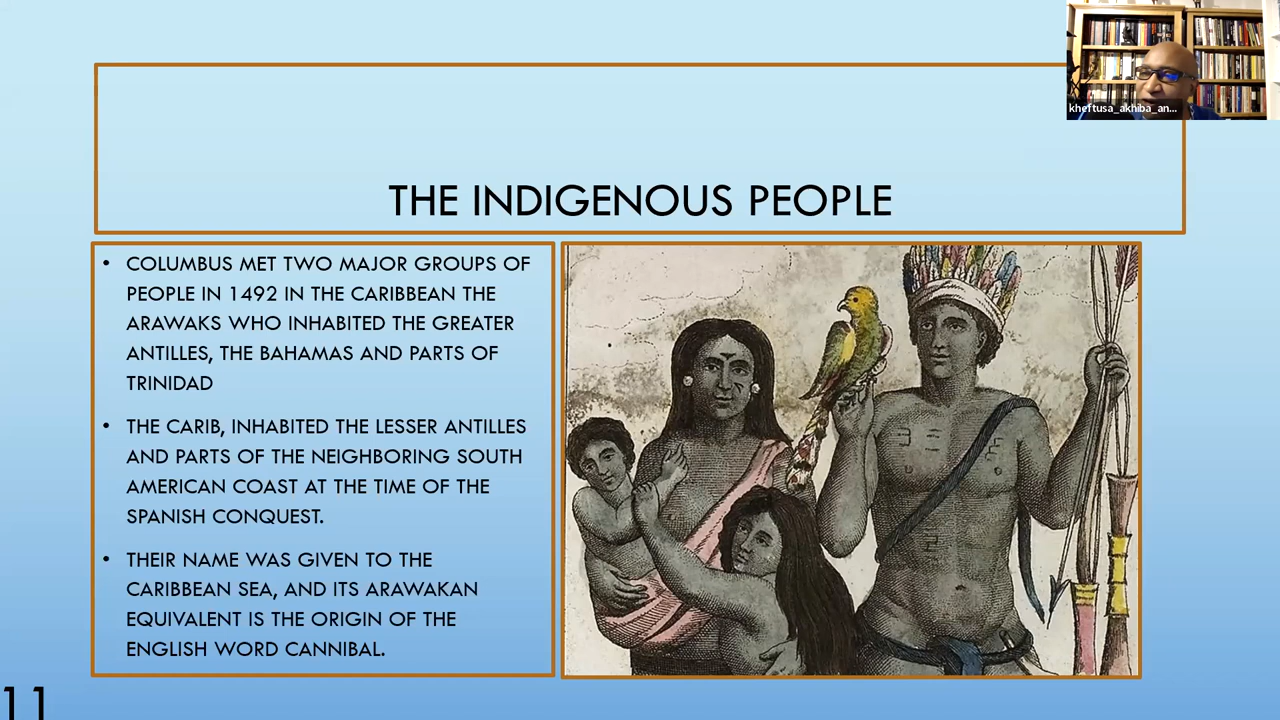 kheftusa_akhiba_an...
THE INDIGENOUS PEOPLE
• COLUMBUS MET TWO MAJOR GROUPS OF
PEOPLE IN 1492 IN THE CARIBBEAN THE
ARAWAKS WHO INHABITED THE GREATER
ANTILLES, THE BAHAMAS AND PARTS OF
TRINIDAD
• THE CARIB, INHABITED THE LESSER ANTILLES
AND PARTS OF THE NEIGHBORING SOUTH
AMERICAN COAST AT THE TIME OF THE
SPANISH CONQUEST.
• THEIR NAME WAS GIVEN TO THE
CARIBBEAN SEA, AND ITS ARAWAKAN
EQUIVALENT IS THE ORIGIN OF THE
ENGLISH WORD CANNIBAL.
11